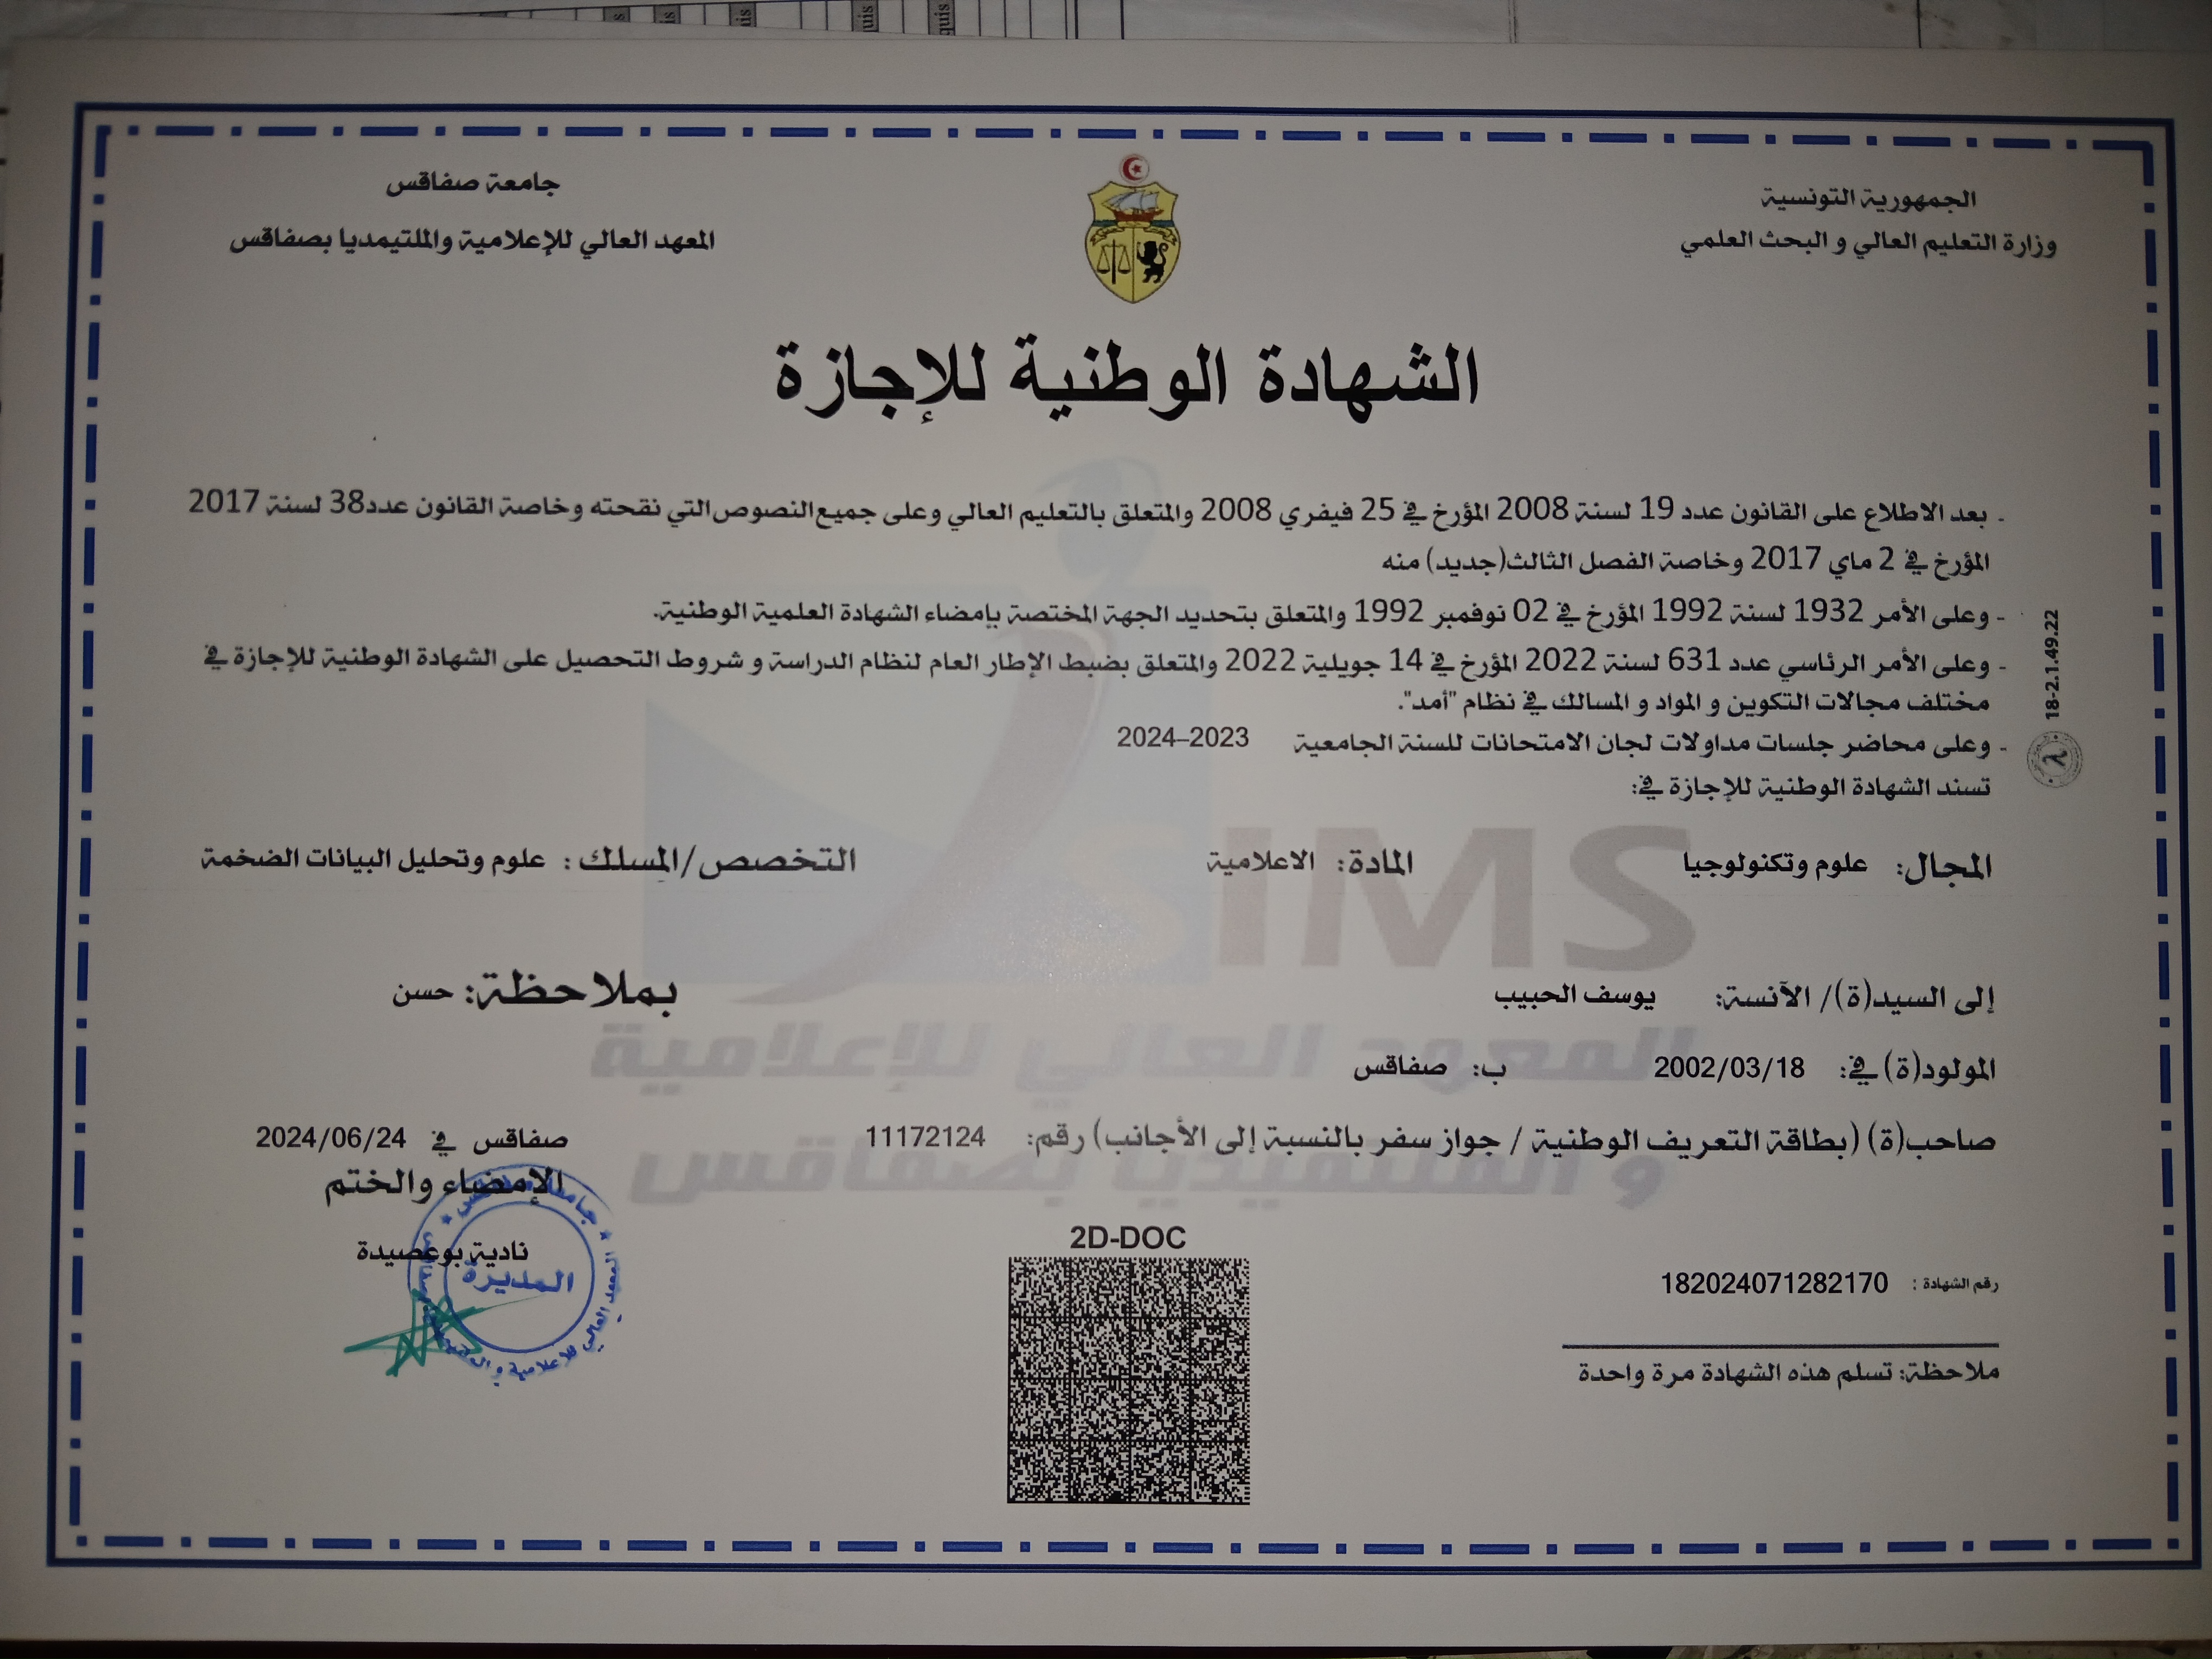 الجمهورية التونسية
وزارة التعليم العالي و البحث العلمي
جامعة صفاقس
المعهد العالي للإعلامية والملتيمديا بصفاقس
الشهادة الوطنية للإجازة
- بعد الاطلاع على القانون عدد 19 لسنة 2008 المؤرخ في 25 فيفري 2008 والمتعلق بالتعليم العالي وعلى جميع النصوص التي نقحته وخاصة القانون عدد38 لسنة 2017
المؤرخ في 2 ماي 2017 وخاصة الفصل الثالث(جديد) منه
- وعلى الأمر 1932 لسنة 1992 المؤرخ في 02 نوفمبر 1992 والمتعلق بتحديد الجهة المختصة بإمضاء الشهادة العلمية الوطنية.
- وعلى الأمر الرئاسي عدد 631 لسنة 2022 المؤرخ في 14 جويلية 2022 والمتعلق بضبط الإطار العام لنظام الدراسة و شروط التحصيل على الشهادة الوطنية للإجازة في
مختلف مجالات التكوين و المواد و المسالك في نظام "أمد".
- وعلى محاضر جلسات مداولات لجان الامتحانات للسنة الجامعية 2023–2024
تسند الشهادة الوطنية للإجازة في:
18-2.1.49.22
المجال: علوم وتكنولوجيا المادة: الاعلامية التخصص/المسلك : علوم وتحليل البيانات الضخمة
SIMS
إلى السيد(ة)/ الآنسة: يوسف الحبيب بملاحظة: حسن
المعهد العالي للإعلامية
المولود(ة) في: 2002/03/18 ب: صفاقس
صاحب(ة) (بطاقة التعريف الوطنية / جواز سفر بالنسبة إلى الأجانب) رقم: 11172124
و الملتيميديا بصفاقس
صفاقس في 2024/06/24
الإمضاء والختم
نادية بوعصيدة
المديرة
جامعة صفاقس
المعهد العالي للإعلامية و الملتيميديا بصفاقس
2D-DOC
رقم الشهادة : 182024071282170
ملاحظة: تسلم هذه الشهادة مرة واحدة